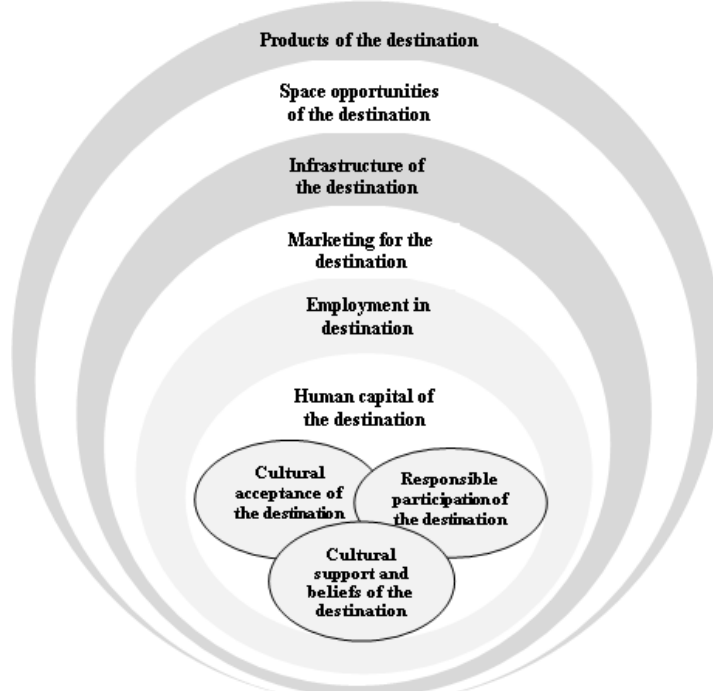 Products of the destination
Space opportunities
of the destination
Infrastructure of
the destination
Marketing for the
destination
Employment in
destination
Human capital of
the destination
Cultural
acceptance of
the destination
Responsible
participation of
the destination
Cultural
support and
beliefs of the
destination